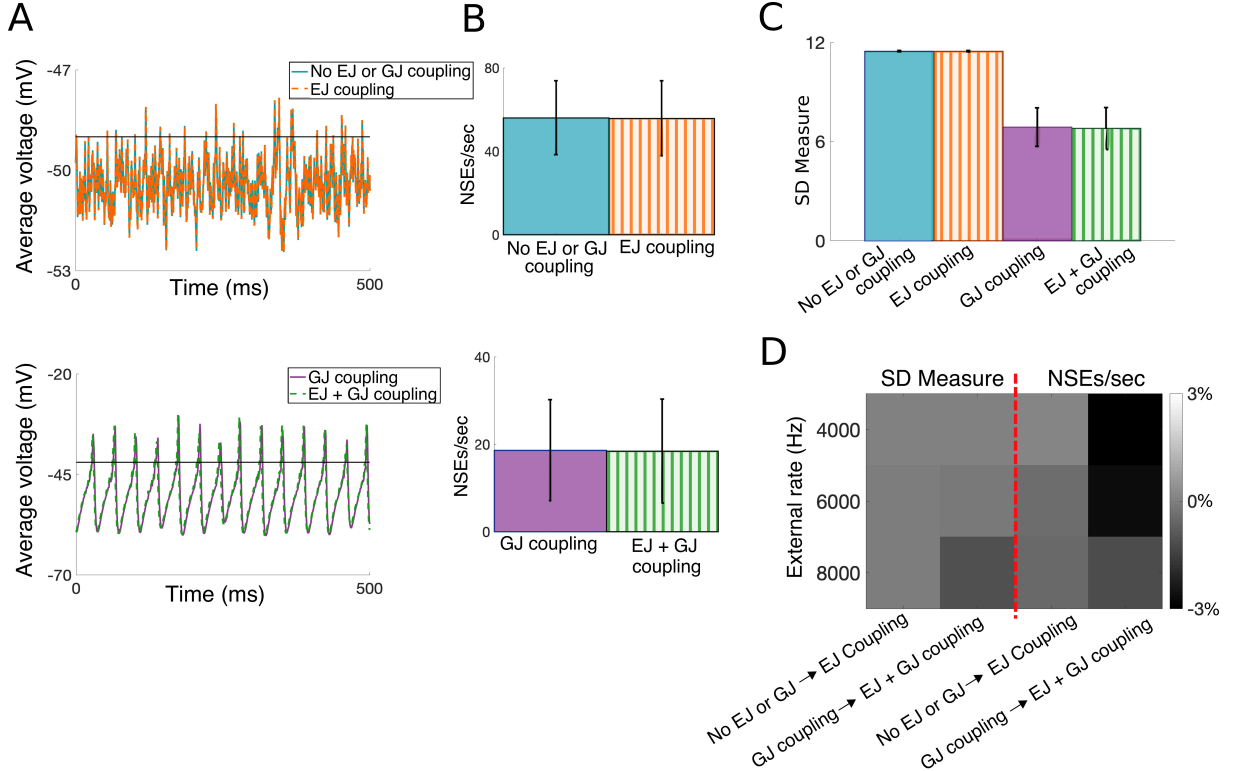 A
Average voltage (mV)
-47
-50
-53
0
500
Time (ms)
No EJ or GJ coupling
EJ coupling
B
NSEs/sec
80
40
0
No EJ or GJ
coupling
EJ coupling
C
SD Measure
12
6
0
No EJ or GJ
coupling
EJ coupling
GJ coupling
EJ + GJ
coupling
Average voltage (mV)
-20
-45
-70
0
500
Time (ms)
GJ coupling
EJ + GJ coupling
NSEs/sec
40
20
0
GJ coupling
EJ + GJ
coupling
D
SD Measure
NSEs/sec
External rate (Hz)
4000
6000
8000
3%
0%
-3%
No EJ or GJ → EJ Coupling
GJ coupling → EJ + GJ coupling
No EJ or GJ → EJ Coupling
GJ coupling → EJ + GJ coupling